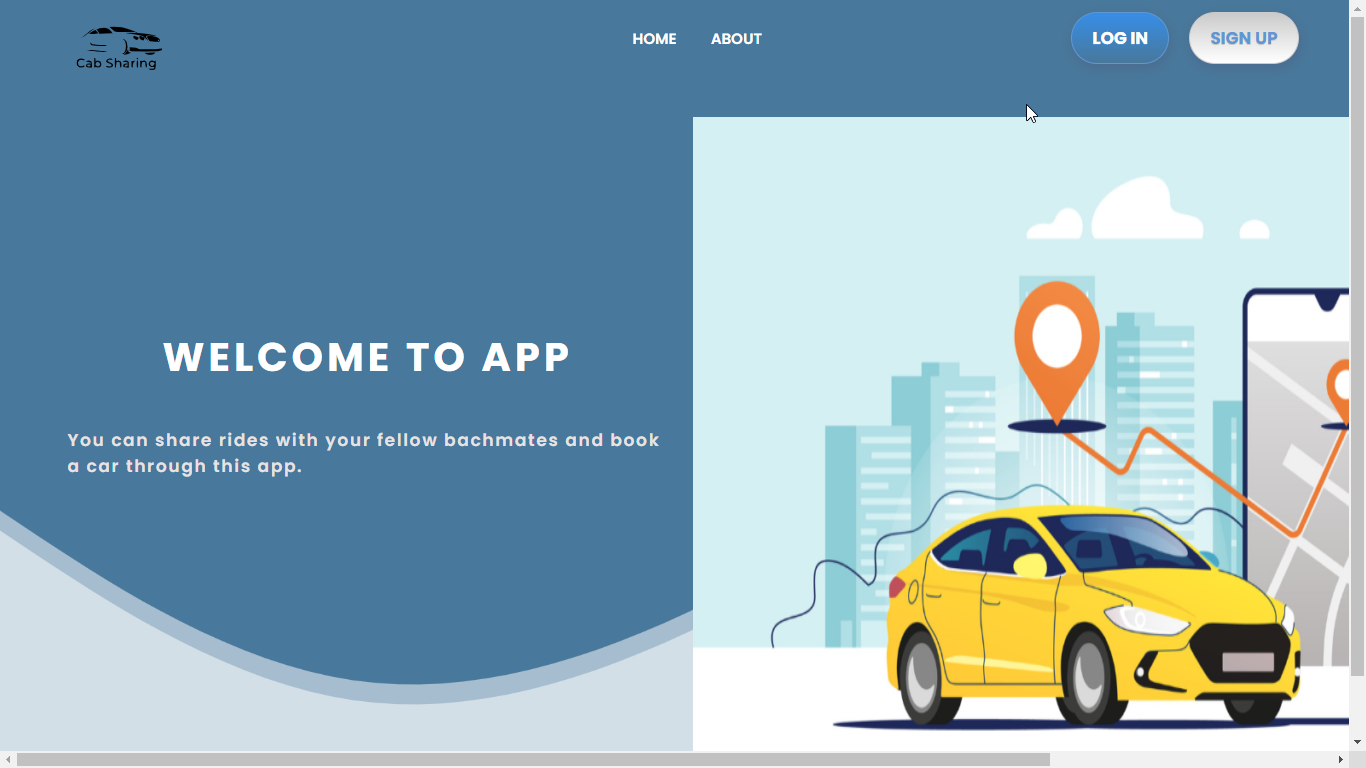 Cab Sharing
HOME
ABOUT
LOG IN
SIGN UP
WELCOME TO APP
You can share rides with your fellow bachmates and book
a car through this app.